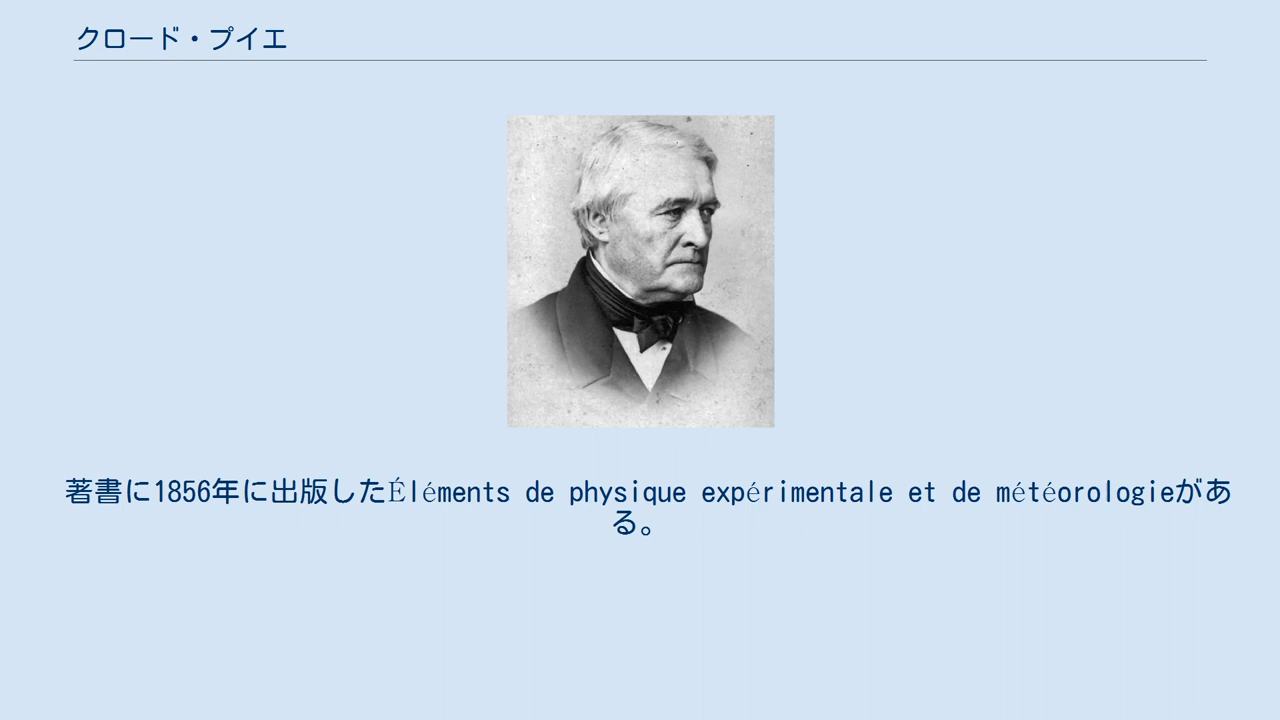 クロード・プイエ
著書に1856年に出版したÉléments de physique expérimentale et de météorologieがあ
る。